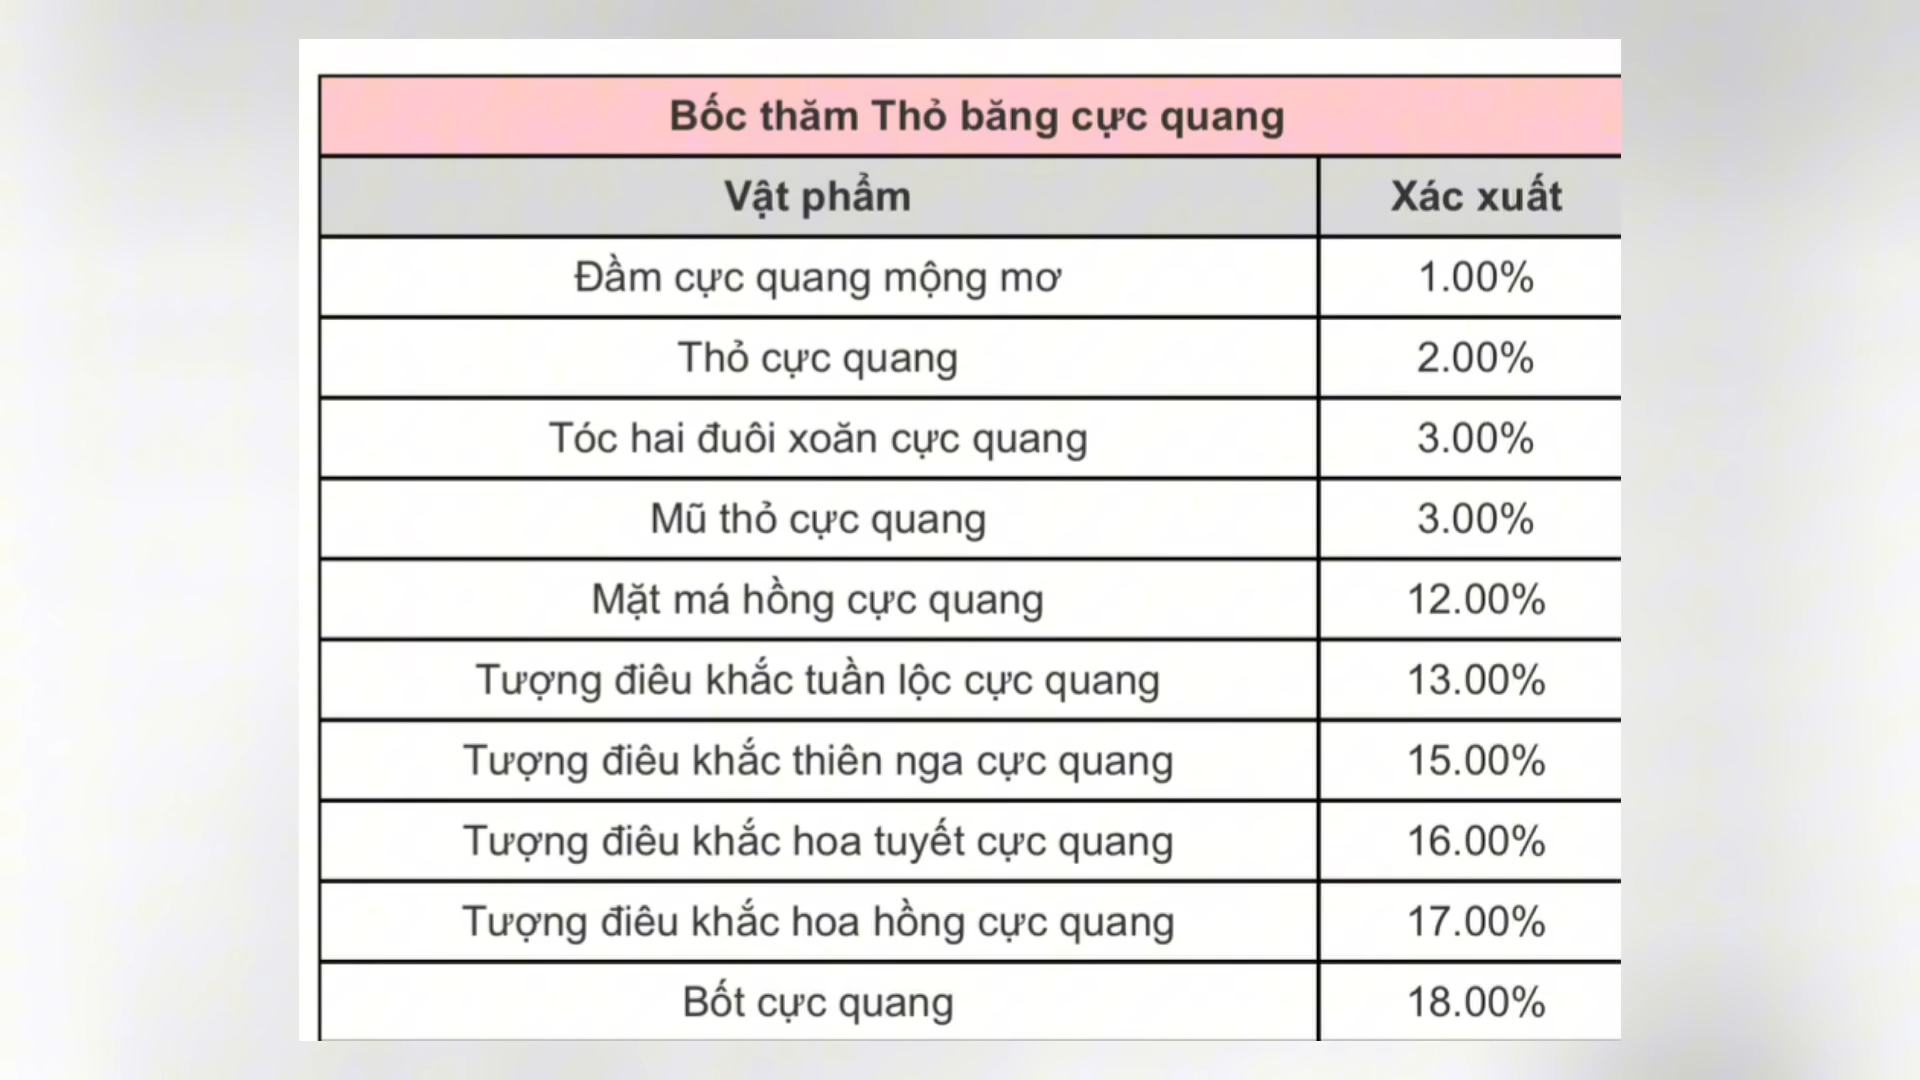 Bốc thăm Thỏ băng cực quang
Vật phẩm Xác xuất
Đầm cực quang mộng mơ 1.00%
Thỏ cực quang 2.00%
Tóc hai đuôi xoăn cực quang 3.00%
Mũ thỏ cực quang 3.00%
Mặt má hồng cực quang 12.00%
Tượng điêu khắc tuần lộc cực quang 13.00%
Tượng điêu khắc thiên nga cực quang 15.00%
Tượng điêu khắc hoa tuyết cực quang 16.00%
Tượng điêu khắc hoa hồng cực quang 17.00%
Bốt cực quang 18.00%